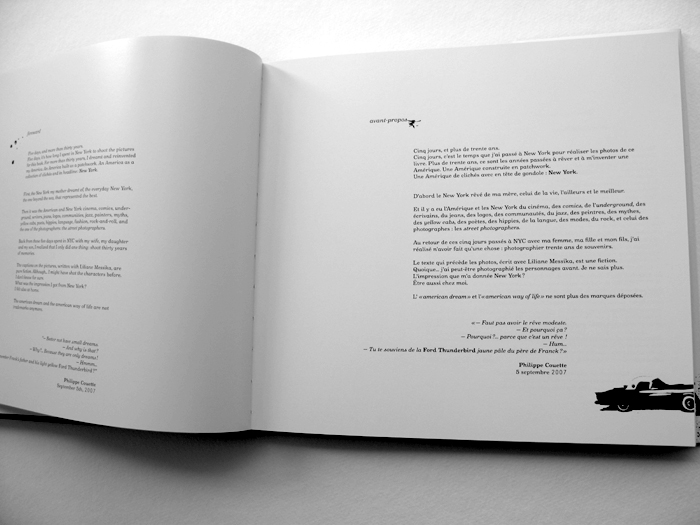 foreword
Five days and more than thirty years.
Five days, it's how long I spent in New York to shoot the pictures
of this book. For more than thirty years, I dreamt and reinvented
my America; the America built as a patchwork. An America as a
collection of clichés and its headline: New York.
First, the New York my mother dreamt of: the everyday New York,
the one beyond the sea, that represented the best.
Then it was the American and New York cinema, comics, under-
ground, writers, jeans, logos, communities, jazz, painters, myths,
yellow cabs, poets, hippies, language, fashion, rock-and-roll, and
the one of the photographers: the street photographers.
Back from those five days spent in NYC with my wife, my daughter
and my son, I realized that I only did one thing: shoot thirty years
of memories.
The captions on the pictures, written with Liliane Messika, are
pure fiction. Although, I might have shot the characters before.
I don't know for sure.
What was the impression I got from New York?
I felt also at home.
The american dream and the american way of life are not
trademarks anymore.
"– Better we have small dreams.
– And why is that?
– Why?.. Because they are only dreams!
– Hmmm..
Franck's father and his light yellow Ford Thunderbird?"
Philippe Couette
September 5th, 2007
avant-propos
Cinq jours, et plus de trente ans.
Cinq jours, c'est le temps que j'ai passé à New York pour réaliser les photos de ce
livre. Plus de trente ans, ce sont les années passées à rêver et à m'inventer une
Amérique. Une Amérique construite en patchwork.
Une Amérique de clichés avec en tête de gondole : New York.
D'abord le New York rêvé de ma mère, celui de la vie, l'ailleurs et le meilleur.
Et il y a eu l'Amérique et les New York du cinéma, des comics, de l'underground, des
écrivains, du jeans, des logos, des communautés, du jazz, des peintres, des mythes,
des yellow cabs, des poètes, des hippies, de la langue, des modes, du rock, et celui des
photographes : les street photographers.
Au retour de ces cinq jours passés à NYC avec ma femme, ma fille et mon fils, j'ai
réalisé n'avoir fait qu'une chose : photographier trente ans de souvenirs.
Le texte qui précède les photos, écrit avec Liliane Messika, est une fiction.
Quoique.. j'ai peut-être photographié les personnages avant. Je ne sais plus.
L'impression que m'a donnée New York ?
Être aussi chez moi.
L' « american dream » et l'« american way of life » ne sont plus des marques déposées.
« – Faut pas avoir le rêve modeste.
– Et pourquoi ça ?
– Pourquoi ?.. parce que c'est un rêve !
– Hum..
– Tu te souviens de la Ford Thunderbird jaune pâle du père de Franck ? »
Philippe Couette
5 septembre 2007